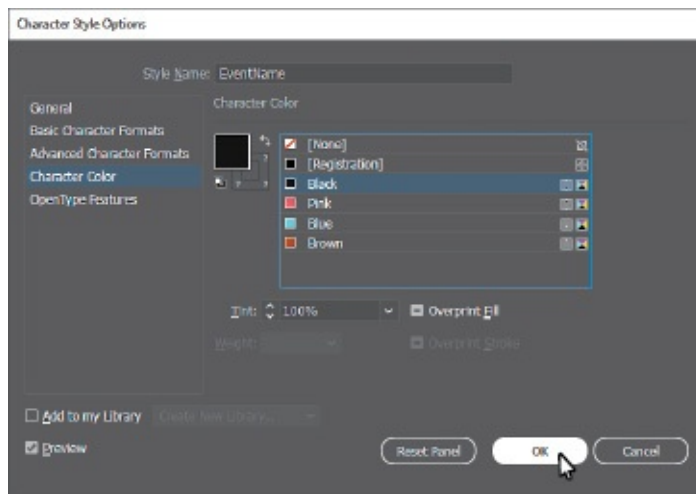 Character Style Options
Style Name: EventName
General
Basic Character Formats
Advanced Character Formats
Character Color
OpenType Features
Character Color
[None]
[Registration]
Black
Pink
Blue
Brown
Tint: 100% Overprint Fill
Weight: Overprint Stroke
Add to my Library Create New Library...
Preview
Reset Panel OK Cancel